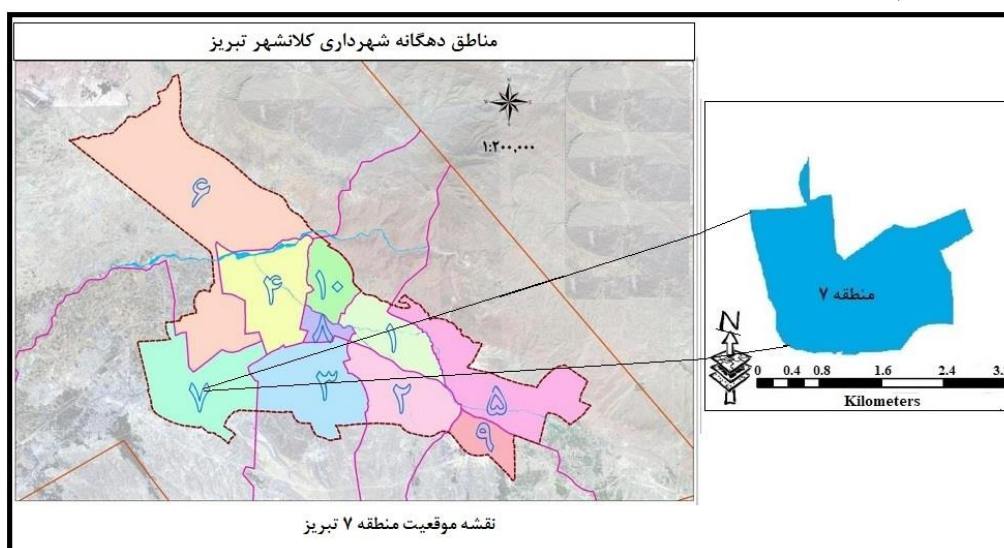 مناطق دهگانه شهرداری کلانشهر تبریز
N
۱:۲۰۰,۰۰۰
۶
۴
۱۰
۸
۱
۷
۳
۲
۵
۹
منطقه ۷
N
0 0.4 0.8 1.6 2.4 3.
Kilometers
نقشه موقعیت منطقه ۷ تبریز